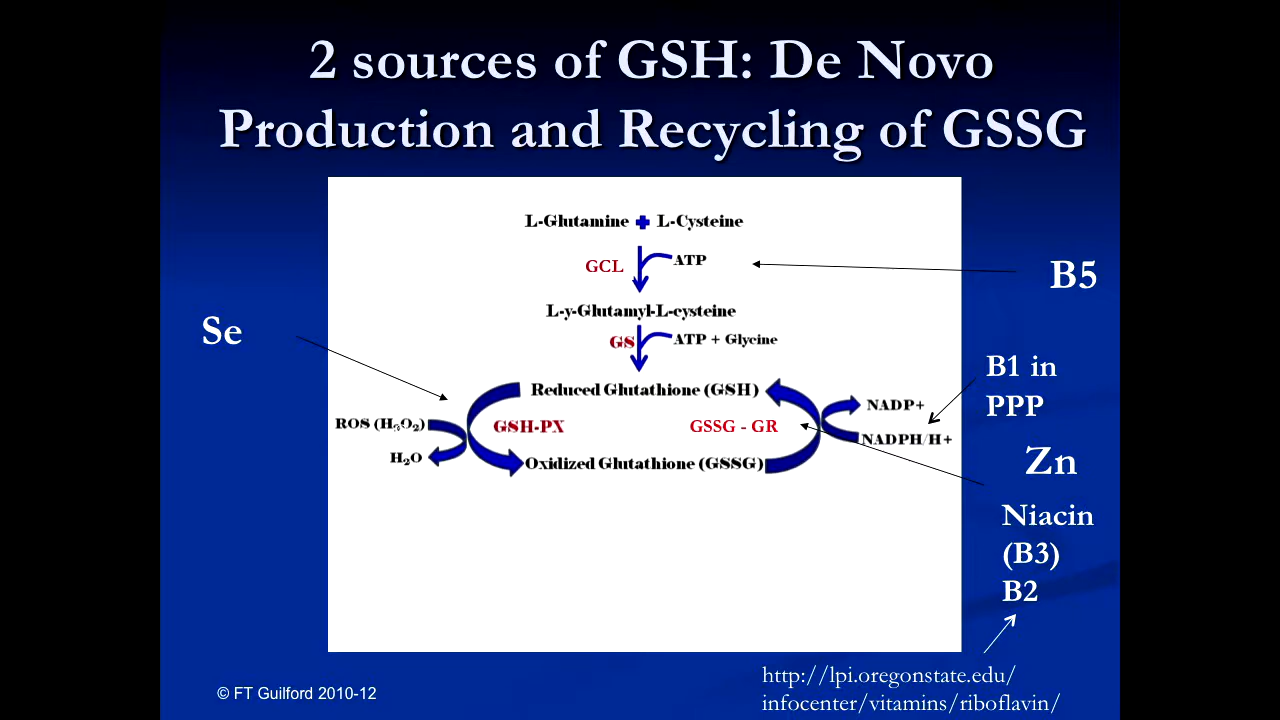 2 sources of GSH: De Novo
Production and Recycling of GSSG
L-Glutamine + L-Cysteine
GCL
ATP
B5
L-y-Glutamyl-L-cysteine
Se
GS
ATP + Glycine
B1 in
PPP
Reduced Glutathione (GSH)
NADP+
ROS (H₂O₂)
GSH-PX
GSSG - GR
NADPH/H+
H₂O
Oxidized Glutathione (GSSG)
Zn
Niacin
(B3)
B2
http://lpi.oregonstate.edu/
infocenter/vitamins/riboflavin/
© FT Guilford 2010-12